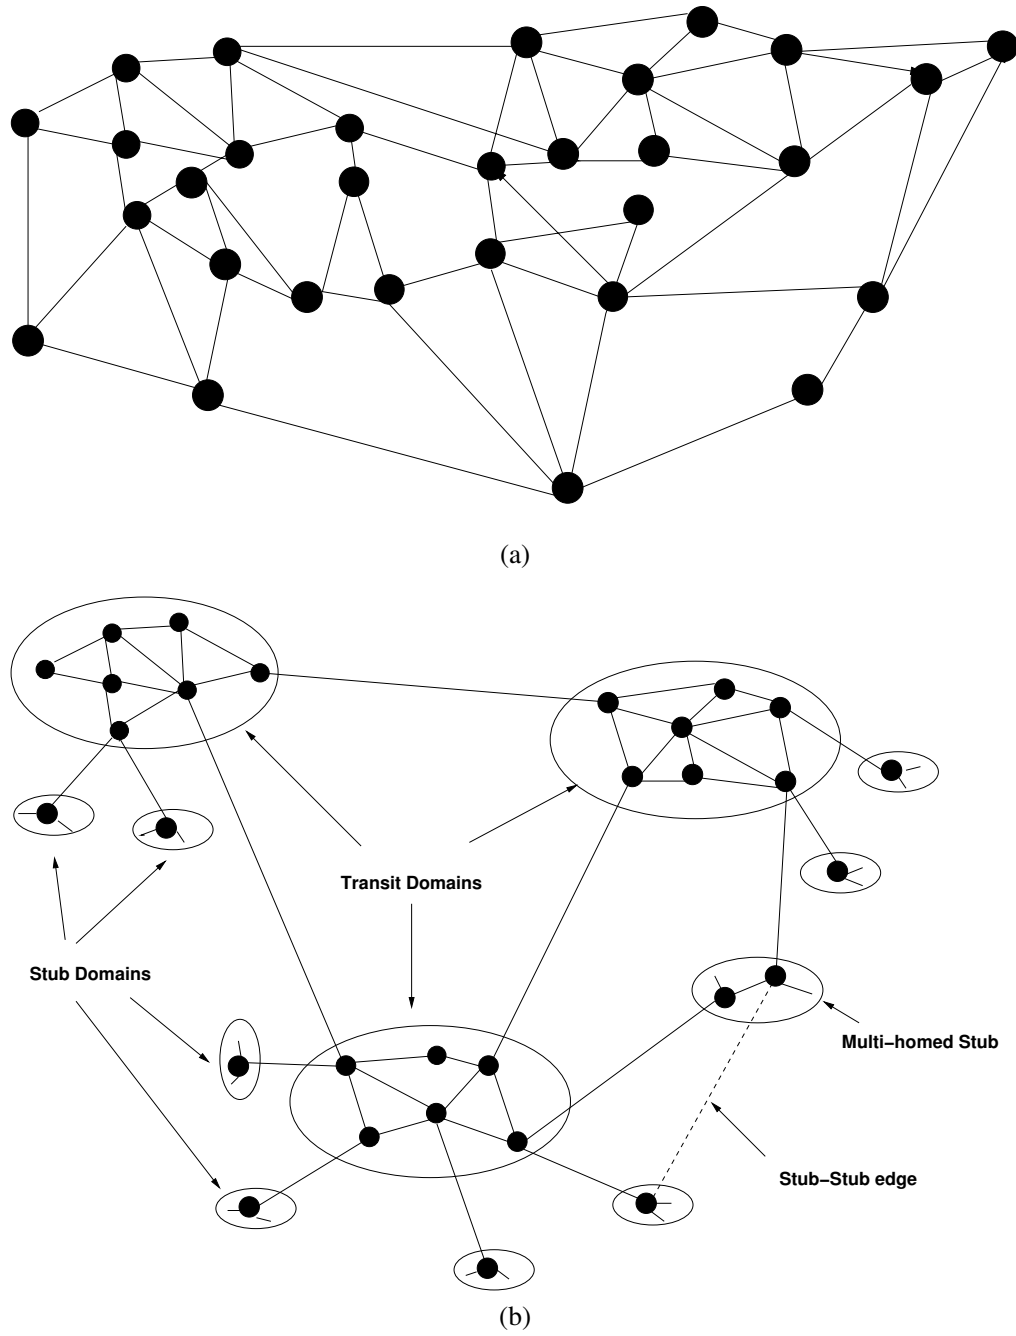 (a)
Transit Domains
Stub Domains
Multi–homed Stub
Stub–Stub edge
(b)